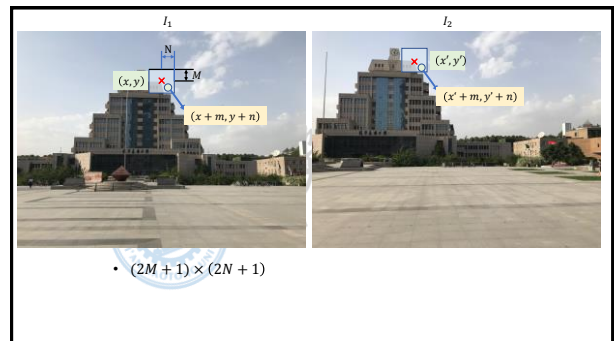 I₁
I₂
N
M
(x, y)
(x + m, y + n)
(x′, y′)
(x′ + m, y′ + n)
• (2M + 1) × (2N + 1)